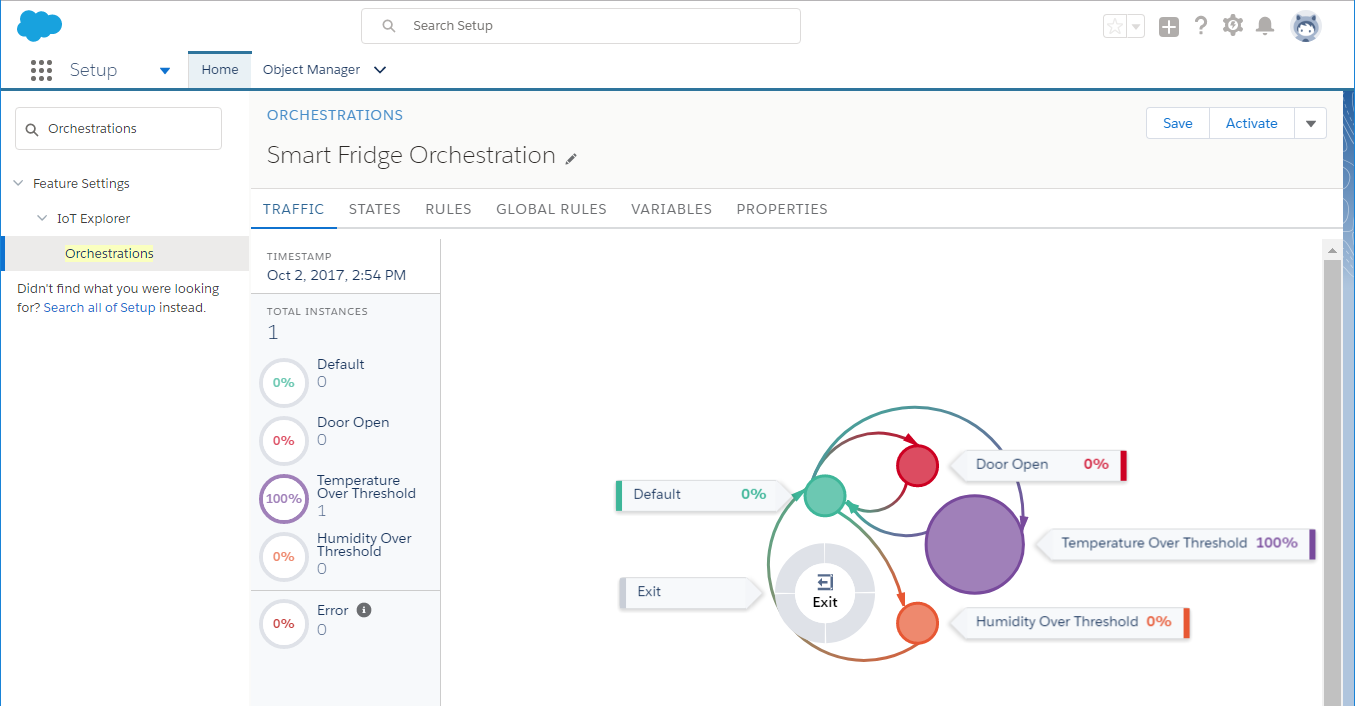 Search Setup
Setup
Home
Object Manager
Orchestrations
Feature Settings
IoT Explorer
Orchestrations
Didn't find what you were looking
for? Search all of Setup instead.
ORCHESTRATIONS
Smart Fridge Orchestration
Save
Activate
TRAFFIC
STATES
RULES
GLOBAL RULES
VARIABLES
PROPERTIES
TIMESTAMP
Oct 2, 2017, 2:54 PM
TOTAL INSTANCES
1
0%
Default
0
0%
Door Open
0
100%
Temperature
Over Threshold
1
0%
Humidity Over
Threshold
0
0%
Error
0
Door Open 0%
Default 0%
Temperature Over Threshold 100%
Exit
Exit
Humidity Over Threshold 0%